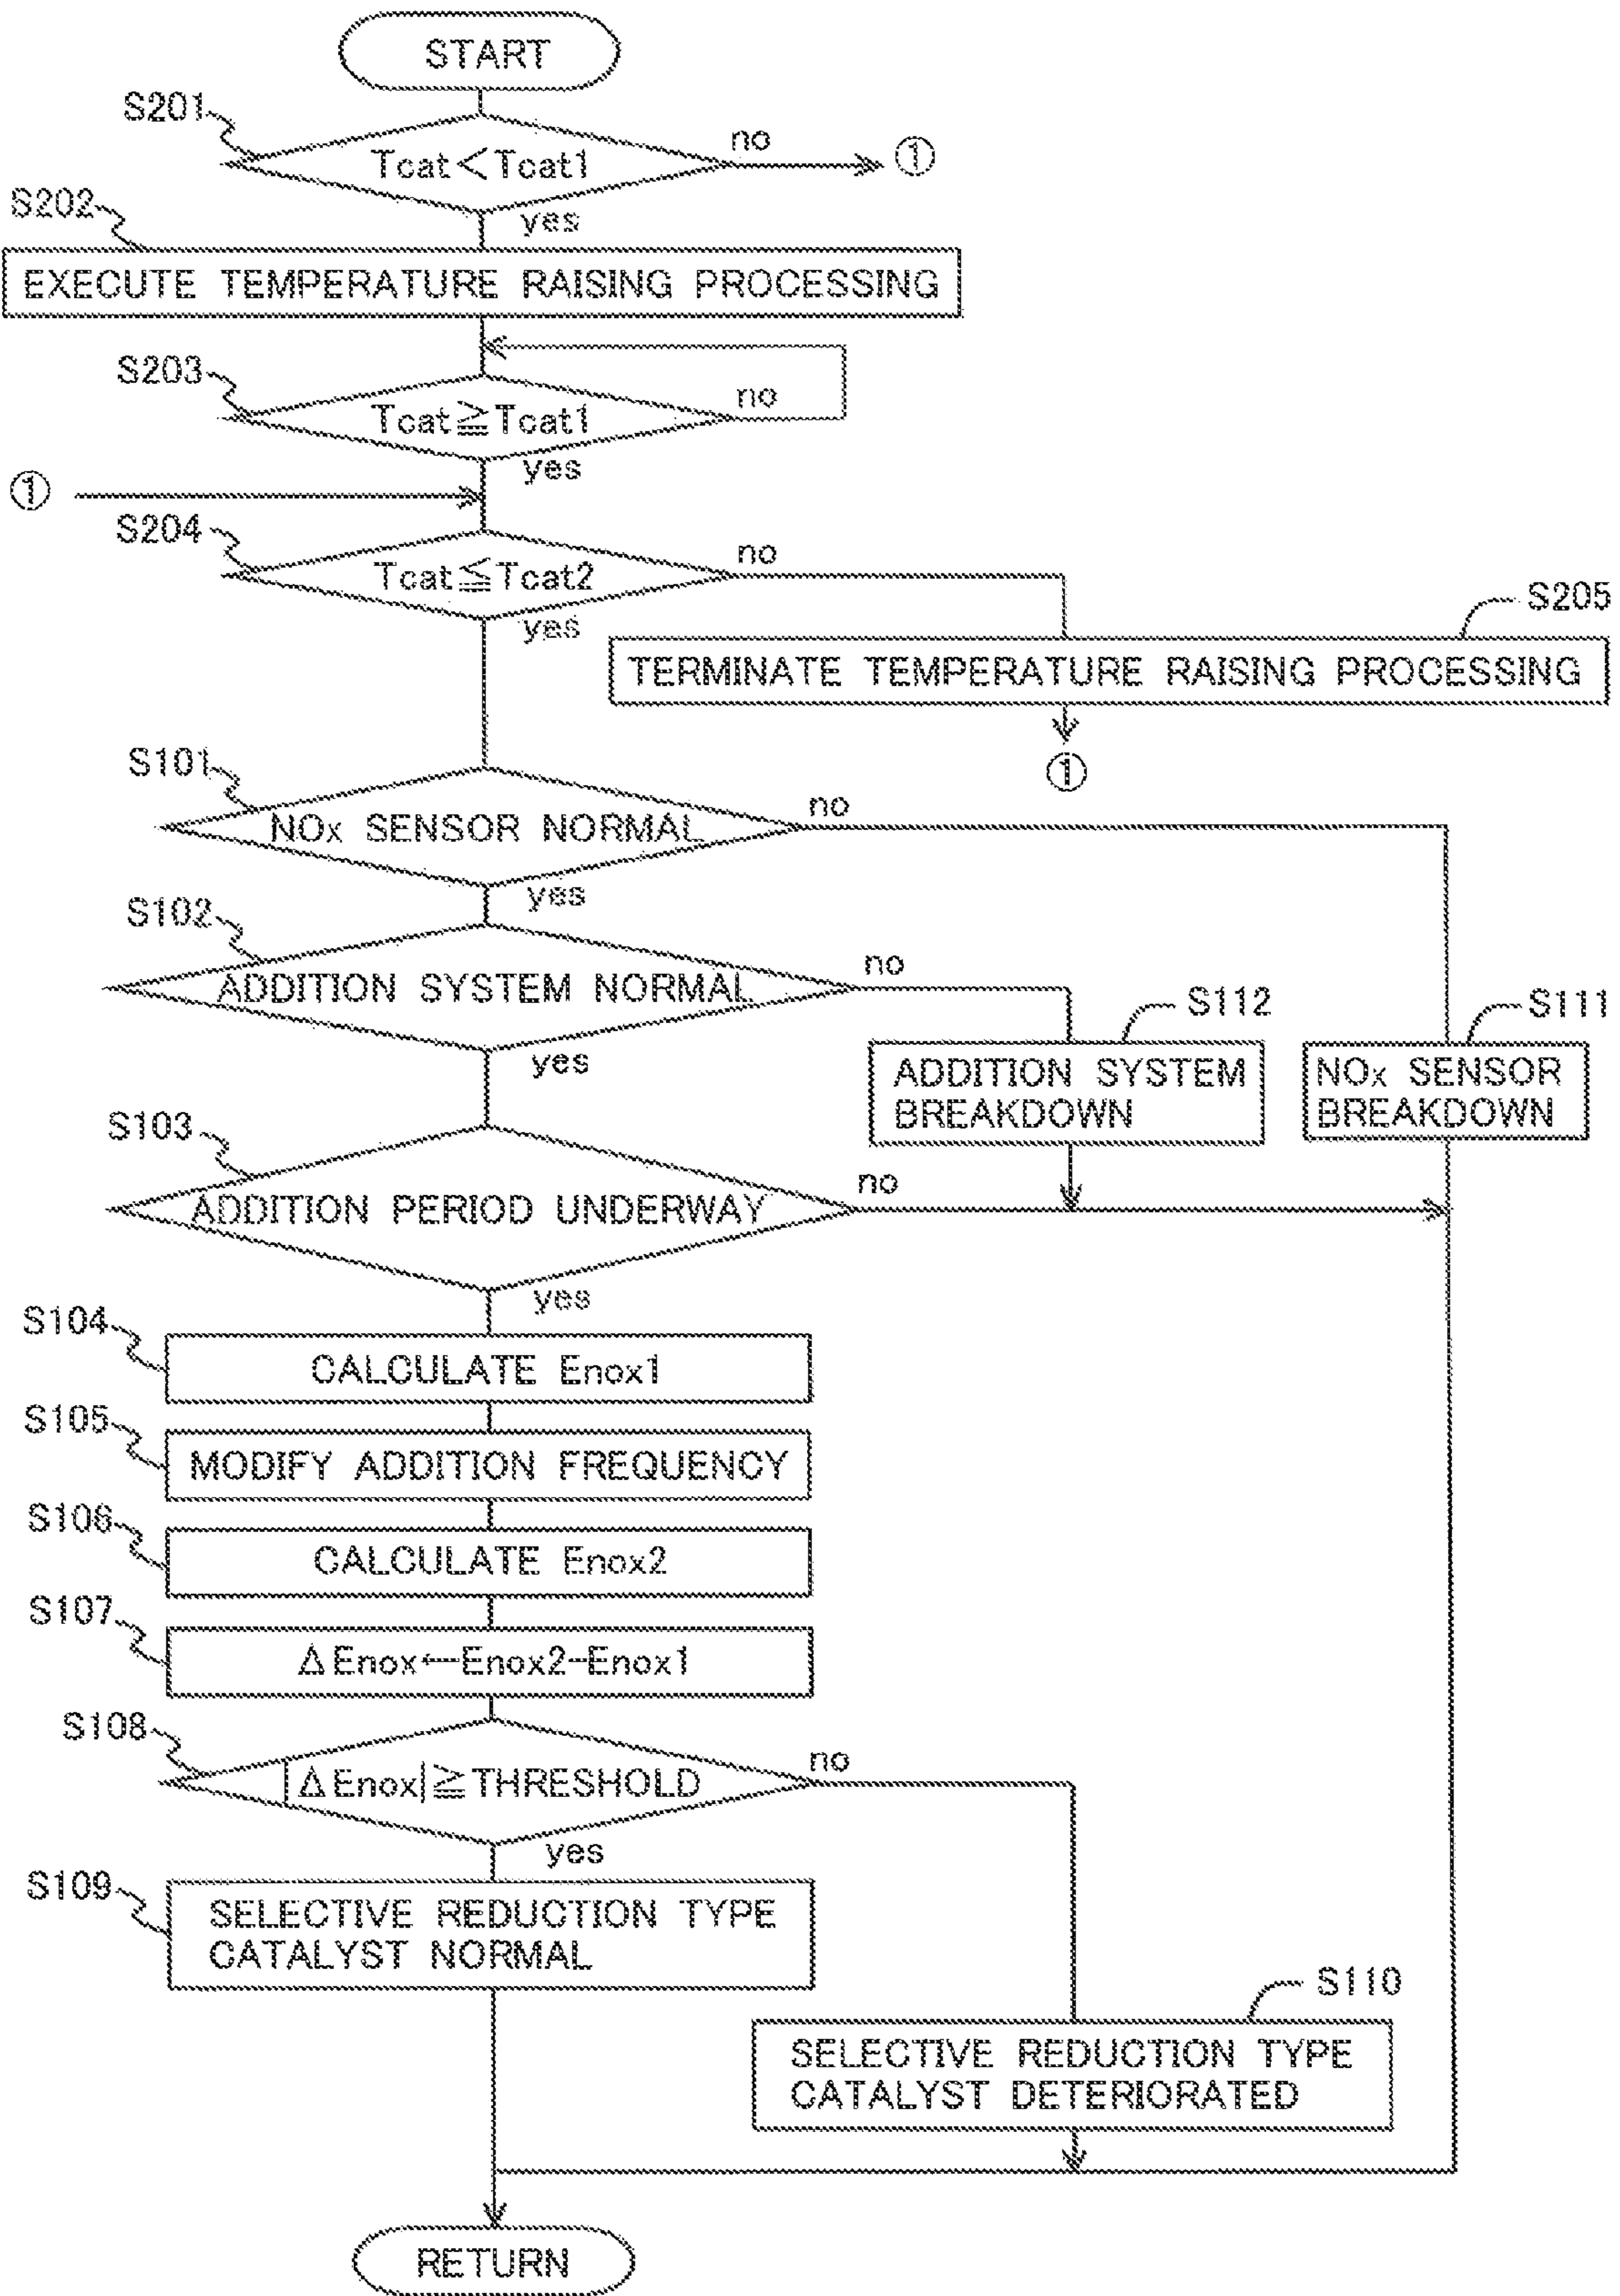 START
S201
Tcat<Tcat1
no
①
yes
S202
EXECUTE TEMPERATURE RAISING PROCESSING
S203
Tcat≧Tcat1
no
yes
①
S204
Tcat≦Tcat2
no
yes
S205
TERMINATE TEMPERATURE RAISING PROCESSING
①
S101
NOx SENSOR NORMAL
no
yes
S102
ADDITION SYSTEM NORMAL
no
yes
S112
ADDITION SYSTEM
BREAKDOWN
S111
NOx SENSOR
BREAKDOWN
S103
ADDITION PERIOD UNDERWAY
no
yes
S104
CALCULATE Enox1
S105
MODIFY ADDITION FREQUENCY
S106
CALCULATE Enox2
S107
ΔEnox←Enox2-Enox1
S108
|ΔEnox|≧THRESHOLD
no
yes
S109
SELECTIVE REDUCTION TYPE
CATALYST NORMAL
S110
SELECTIVE REDUCTION TYPE
CATALYST DETERIORATED
RETURN